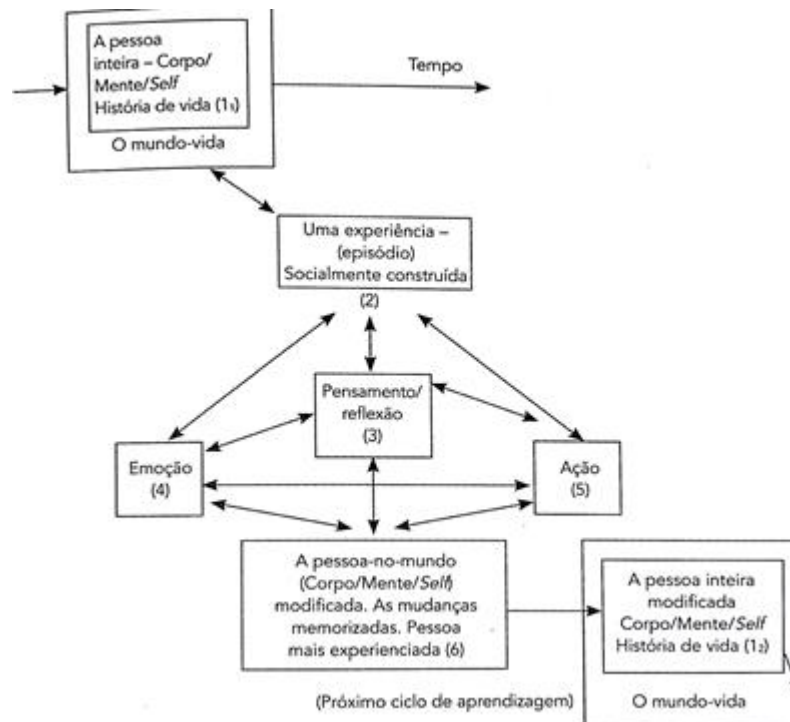 A pessoa
inteira – Corpo/
Mente/Self
História de vida (1₁)
O mundo-vida
Tempo
Uma experiência –
(episódio)
Socialmente construída
(2)
Pensamento/
reflexão
(3)
Emoção
(4)
Ação
(5)
A pessoa-no-mundo
(Corpo/Mente/Self)
modificada. As mudanças
memorizadas. Pessoa
mais experienciada (6)
A pessoa inteira
modificada
Corpo/Mente/Self
História de vida (1₂)
(Próximo ciclo de aprendizagem)
O mundo-vida